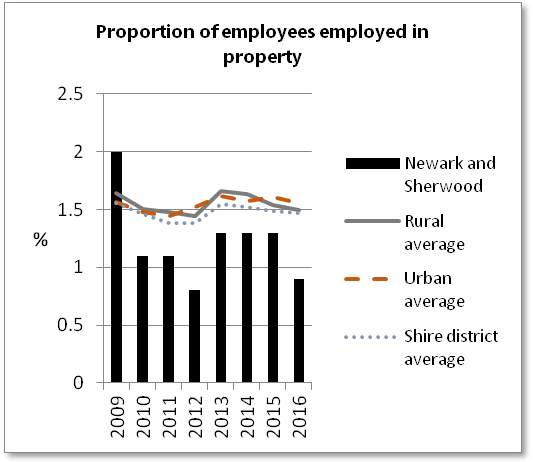 Proportion of employees employed in
property
2.5
2
1.5
1
0.5
0
%
2009
2010
2011
2012
2013
2014
2015
2016
Newark and
Sherwood
Rural
average
Urban
average
Shire district
average